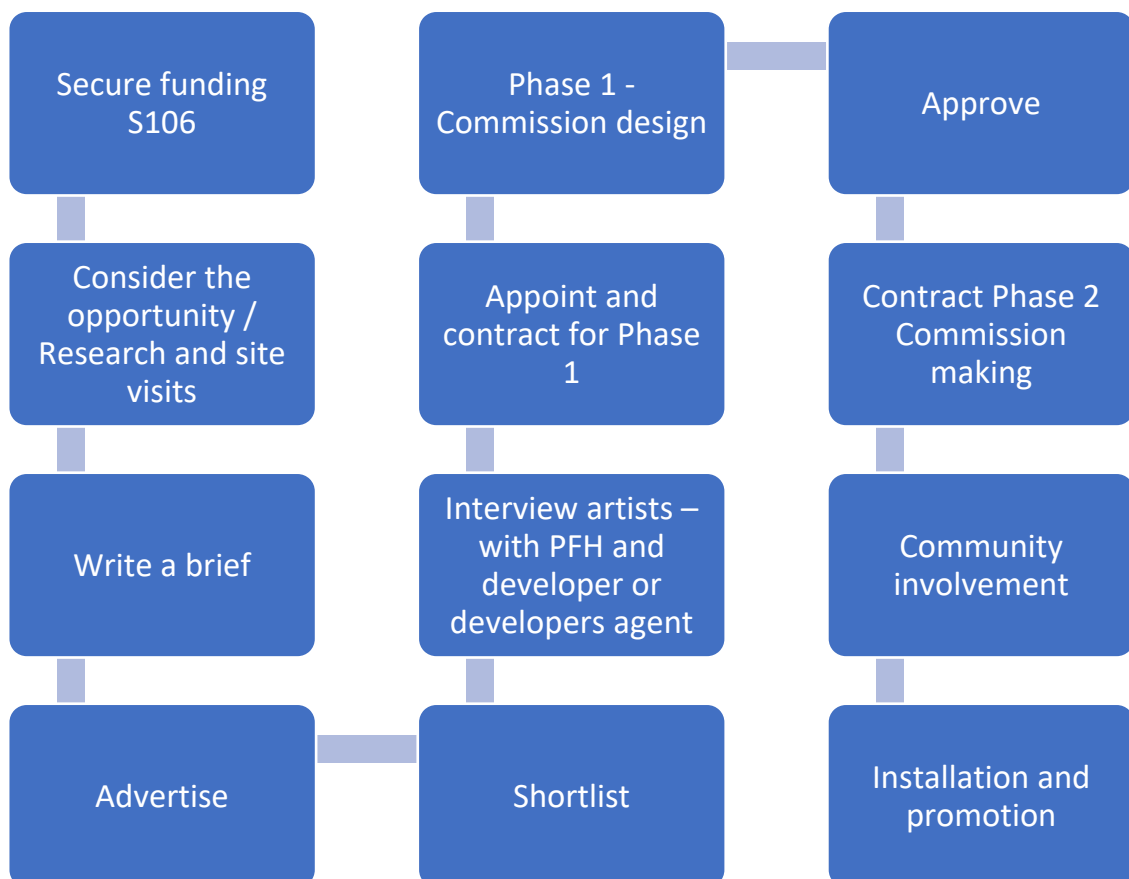 Secure funding
S106
Consider the
opportunity /
Research and site
visits
Write a brief
Advertise
Shortlist
Interview artists –
with PFH and
developer or
developers agent
Appoint and
contract for Phase
1
Phase 1 -
Commission design
Approve
Contract Phase 2
Commission
making
Community
involvement
Installation and
promotion